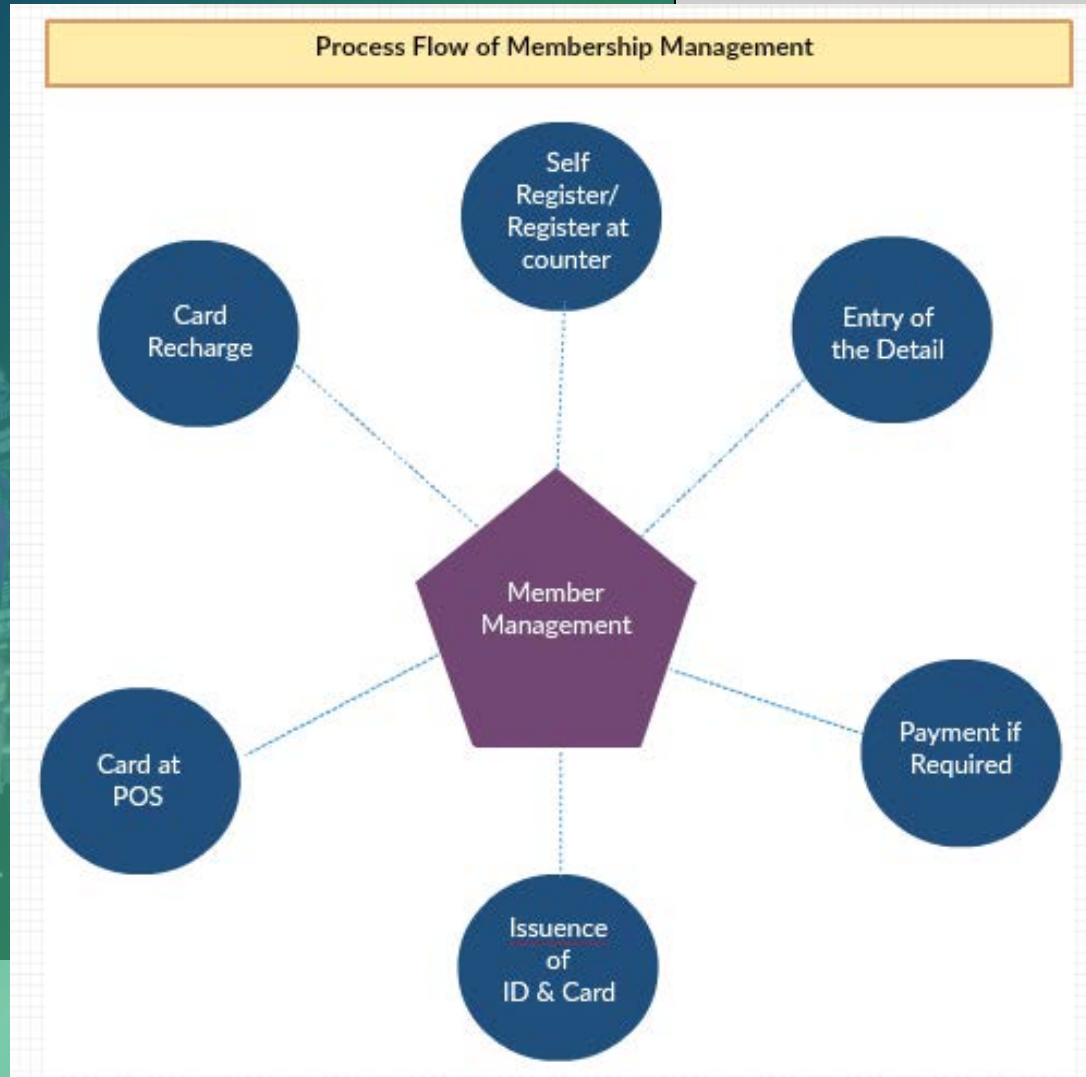 Process Flow of Membership Management
Self
Register/
Register at
counter
Entry of
the Detail
Payment if
Required
Issuence
of
ID & Card
Card at
POS
Card
Recharge
Member
Management